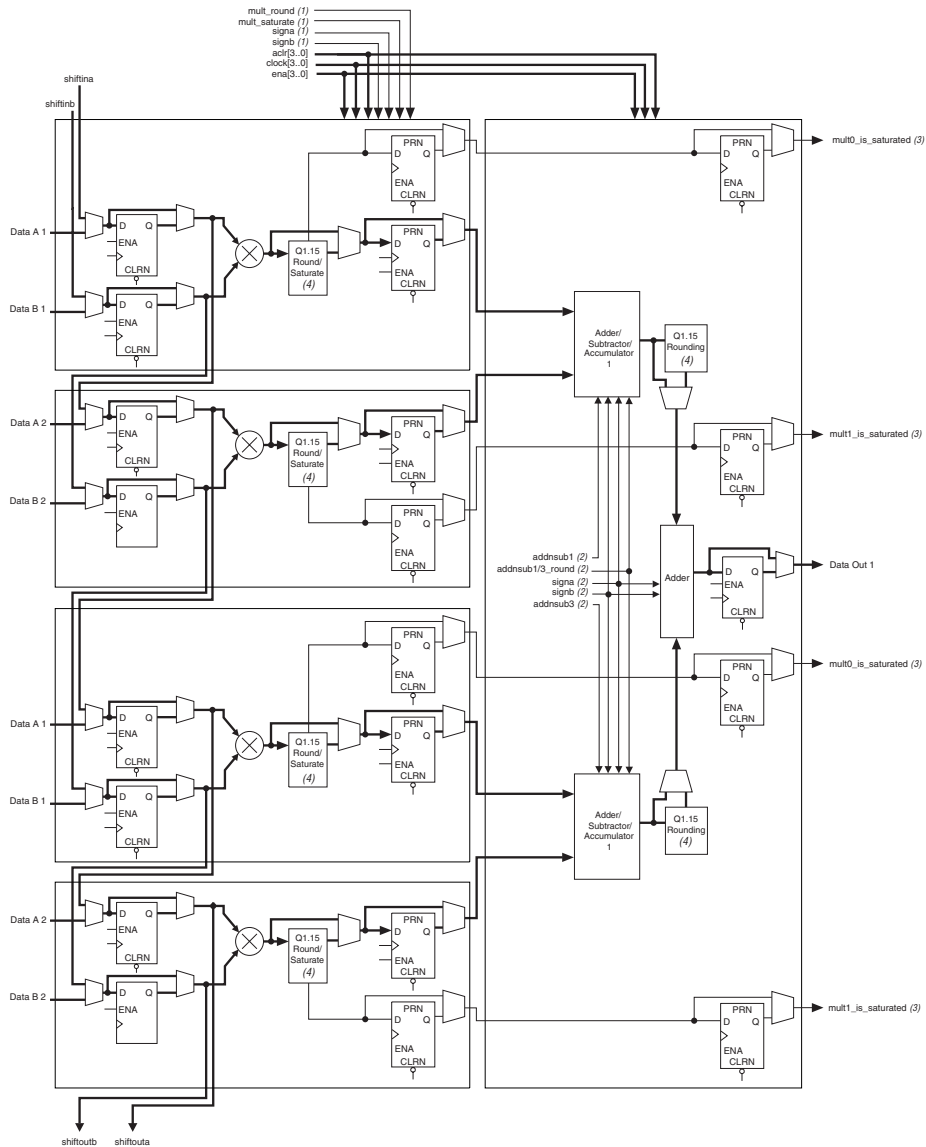 mult_round (1)
mult_saturate (1)
signa (1)
signb (1)
aclr[3..0]
clock[3..0]
ena[3..0]
shiftina
shiftinb
PRN
D Q
ENA
CLRN
PRN
D Q
ENA
CLRN
mult0_is_saturated (3)
Data A 1
D Q
ENA
CLRN
Q1.15
Round/
Saturate
(4)
PRN
D Q
ENA
CLRN
Data B 1
D Q
ENA
CLRN
Adder/
Subtractor/
Accumulator
1
Q1.15
Rounding
(4)
Data A 2
D Q
ENA
CLRN
Q1.15
Round/
Saturate
(4)
PRN
D Q
ENA
CLRN
PRN
D Q
ENA
CLRN
mult1_is_saturated (3)
Data B 2
D Q
ENA
PRN
D Q
ENA
CLRN
addnsub1 (2)
addnsub1/3_round (2)
signa (2)
signb (2)
addnsub3 (2)
Adder
D Q
ENA
CLRN
Data Out 1
PRN
D Q
ENA
CLRN
PRN
D Q
ENA
CLRN
mult0_is_saturated (3)
Data A 1
D Q
ENA
CLRN
Q1.15
Round/
Saturate
(4)
PRN
D Q
ENA
CLRN
Data B 1
D Q
ENA
CLRN
Adder/
Subtractor/
Accumulator
1
Q1.15
Rounding
(4)
Data A 2
D Q
ENA
CLRN
Q1.15
Round/
Saturate
(4)
PRN
D Q
ENA
CLRN
Data B 2
D Q
ENA
PRN
D Q
ENA
CLRN
PRN
D Q
ENA
CLRN
mult1_is_saturated (3)
shiftoutb shiftouta